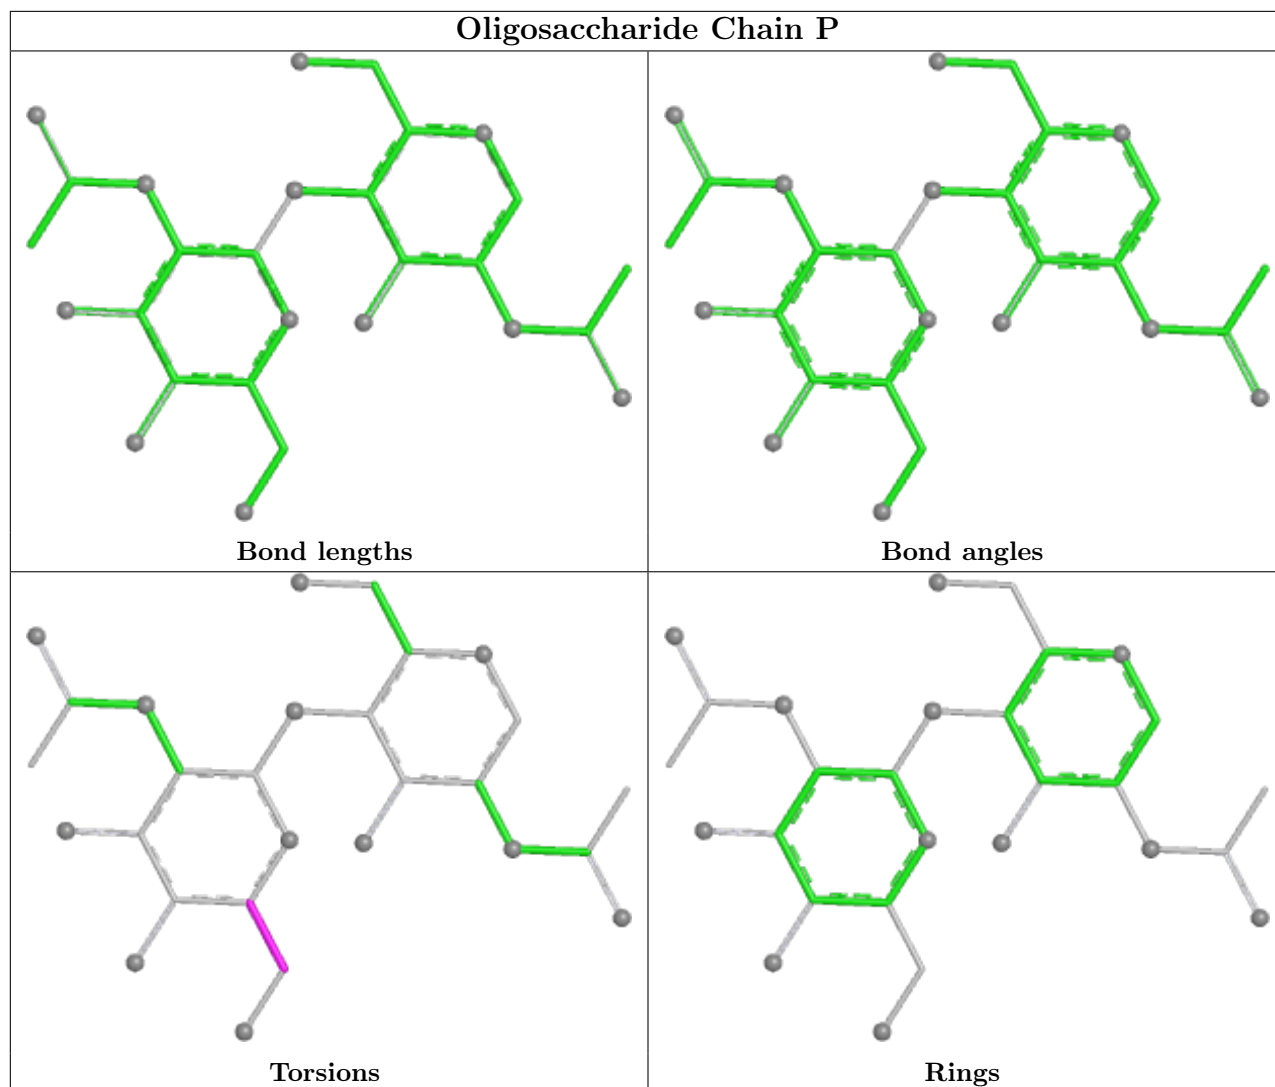 Oligosaccharide Chain P
Bond lengths
Bond angles
Torsions
Rings